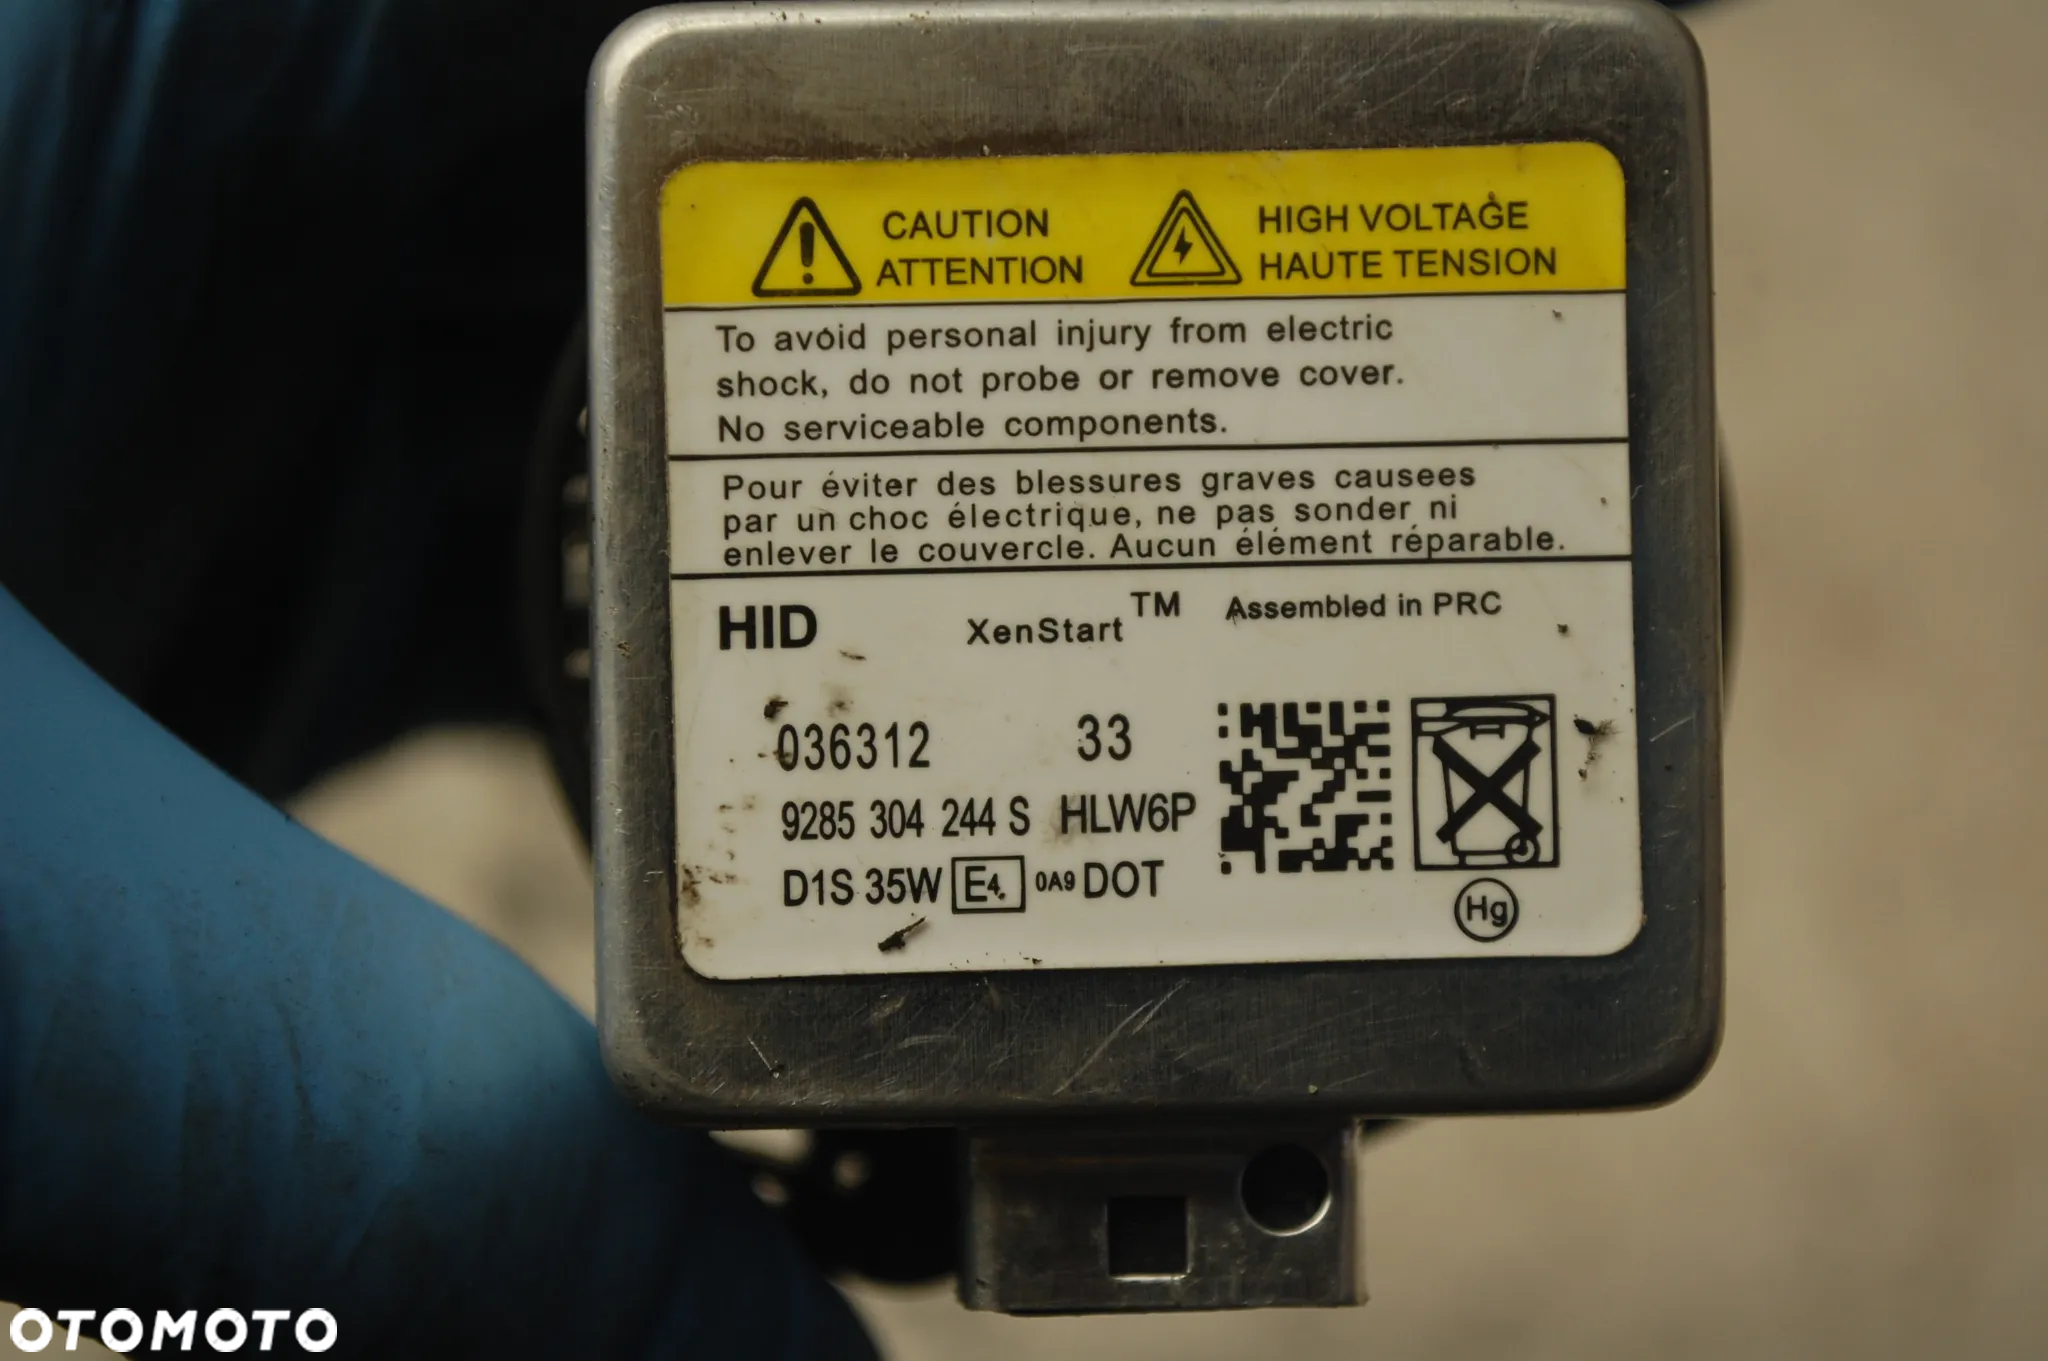 CAUTION
ATTENTION
HIGH VOLTAGE
HAUTE TENSION
To avoid personal injury from electric
shock, do not probe or remove cover.
No serviceable components.
Pour éviter des blessures graves causees
par un choc électrique, ne pas sonder ni
enlever le couvercle. Aucun élément réparable.
HID XenStart™ Assembled in PRC
036312 33
9285 304 244 S HLW6P
D1S 35W E4 0A9 DOT
Hg
OTOMOTO